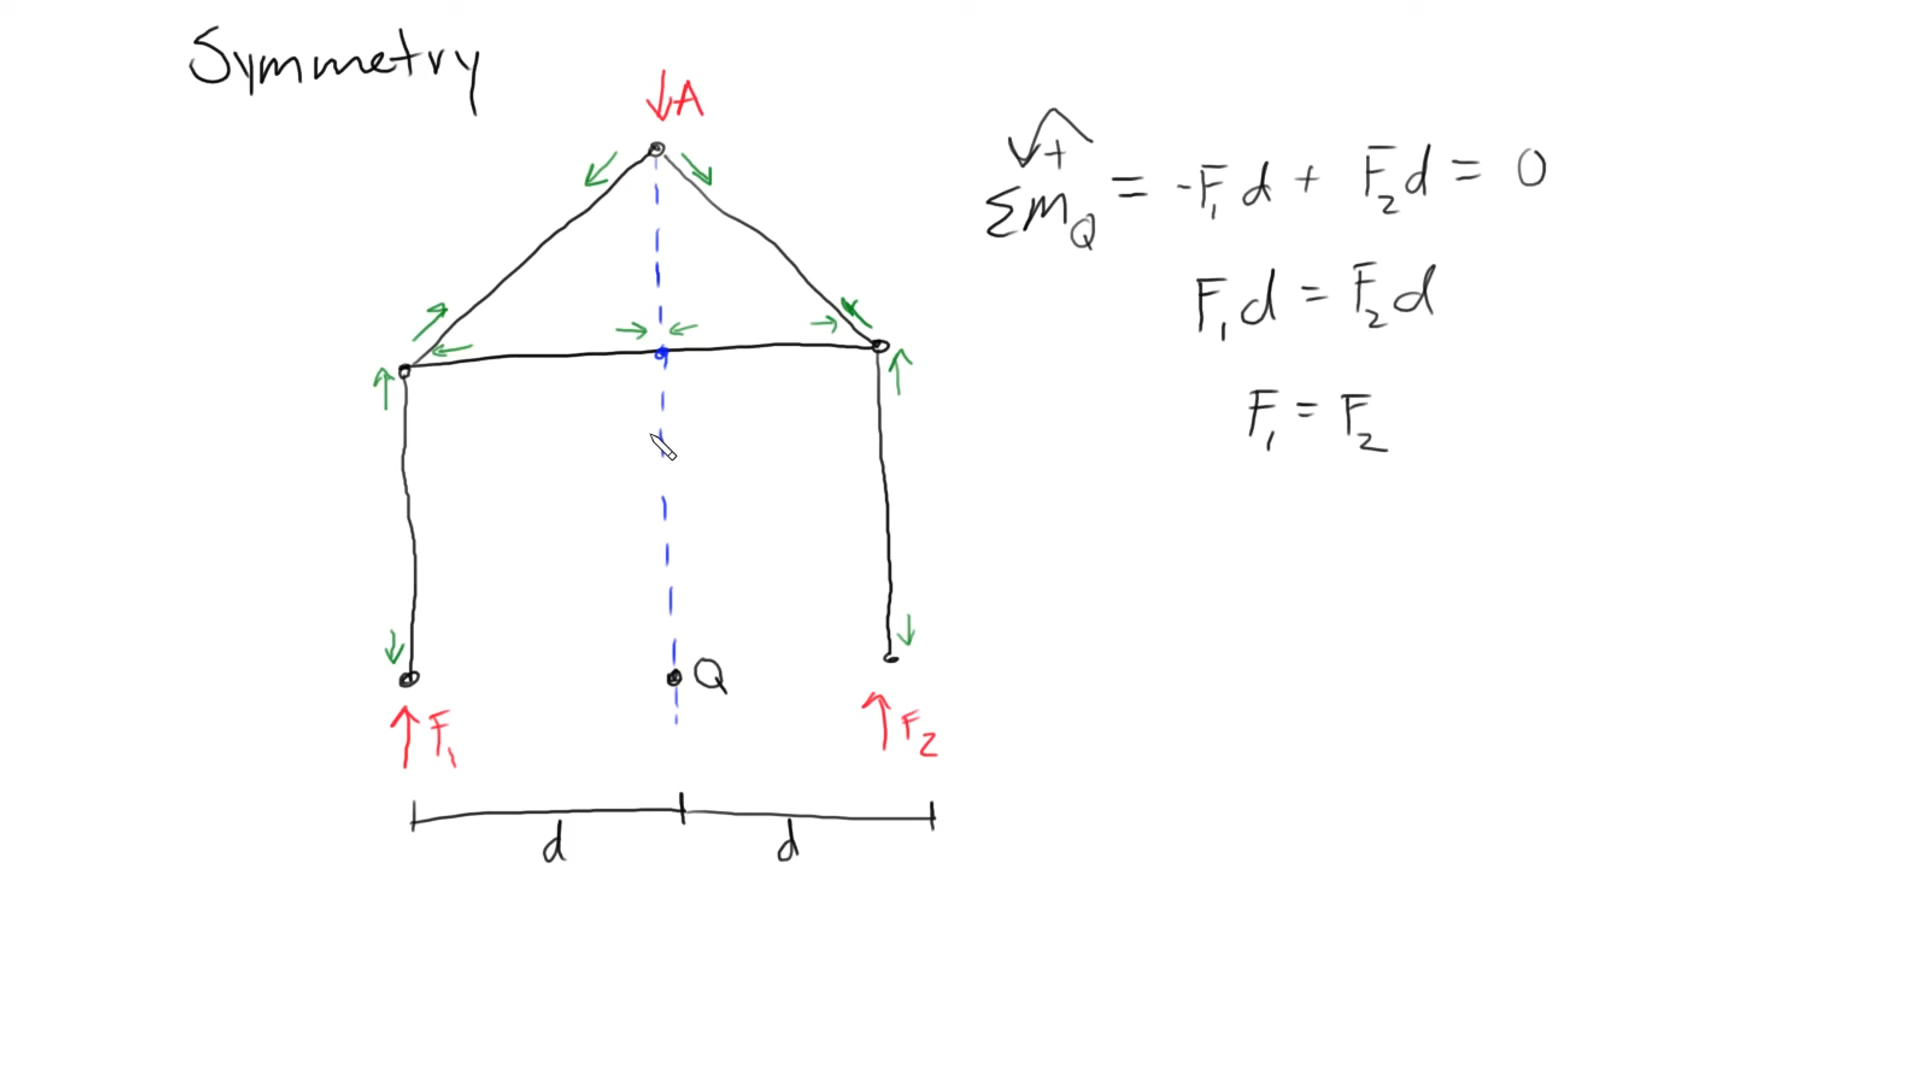 Symmetry
↓A
+
ΣM_Q = -F₁d + F₂d = 0
F₁d = F₂d
F₁ = F₂
Q
↑F₁
↑F₂
d
d